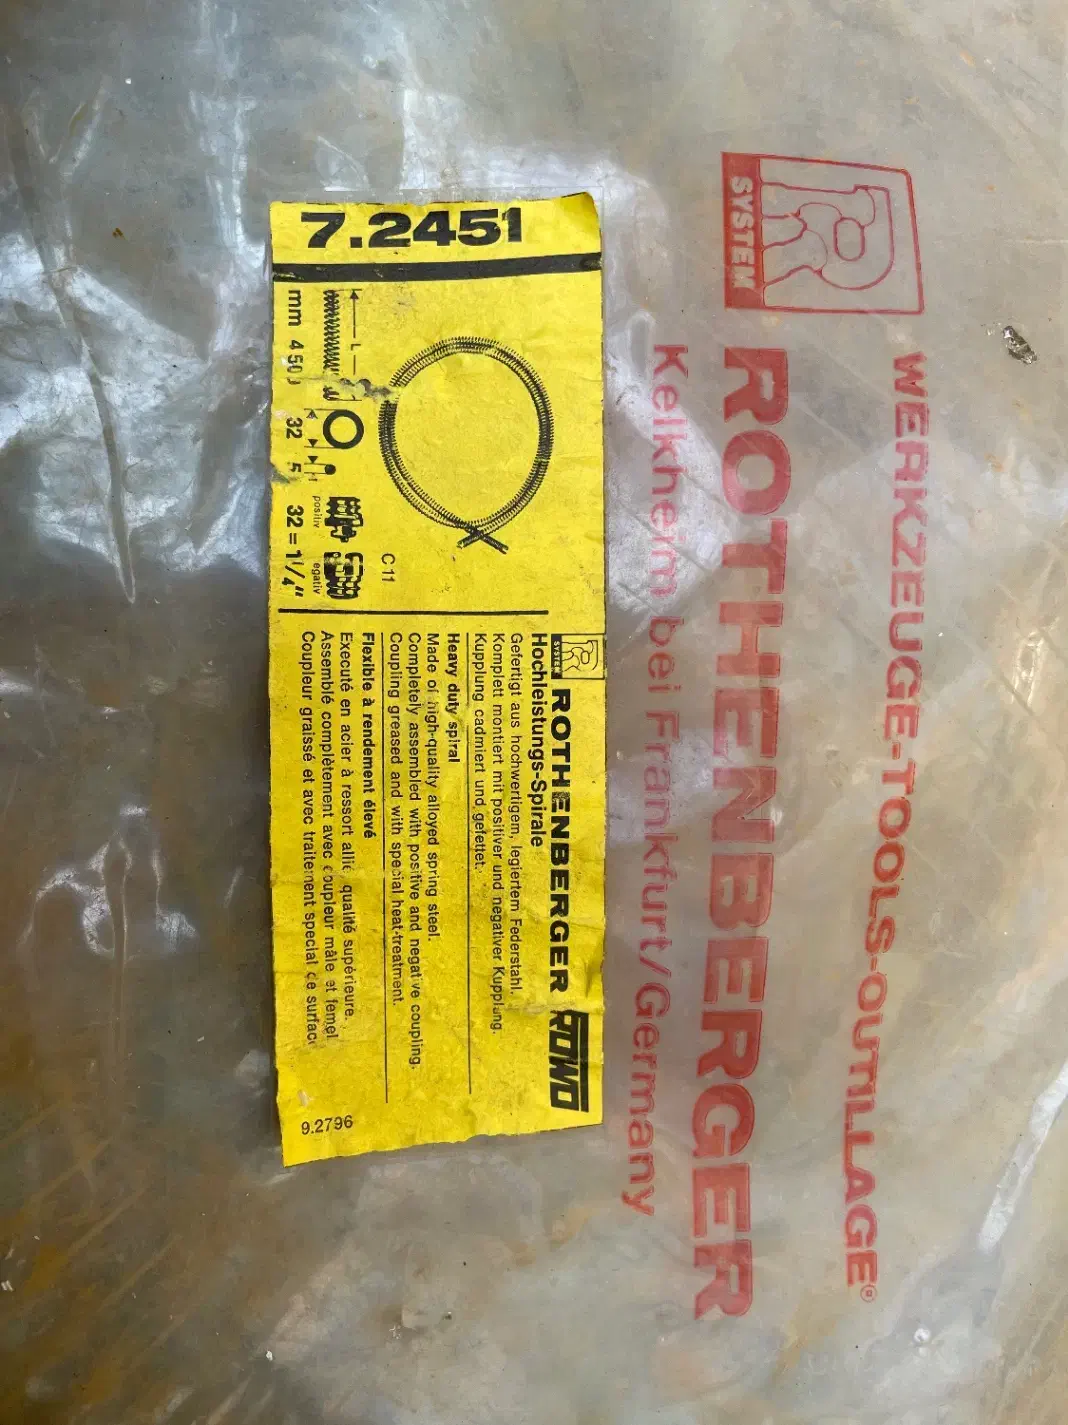 WERKZEUGE-TOOLS-OUTILLAGE®
R
SYSTEM
ROTHENBERGER
Kelkheim bei Frankfurt/Germany
7.2451
L
C 11
positiv egativ
mm 450 32 5 32=1¼"
R SYSTEM ROTHENBERGER ROWO
Hochleistungs-Spirale
Gefertigt aus hochwertigem, legiertem Federstahl.
Komplett montiert mit positiver und negativer Kupplung.
Kupplung cadmiert und gefettet.
Heavy duty spiral
Made of high-quality alloyed spring steel.
Completely assembled with positive and negative coupling.
Coupling greased and with special heat-treatment.
Flexible à rendement élevé
Executé en acier à ressort allié qualité supérieure.
Assemblé complètement avec coupleur mâle et femel
Coupleur graissé et avec traitement special de surfac
9.2796